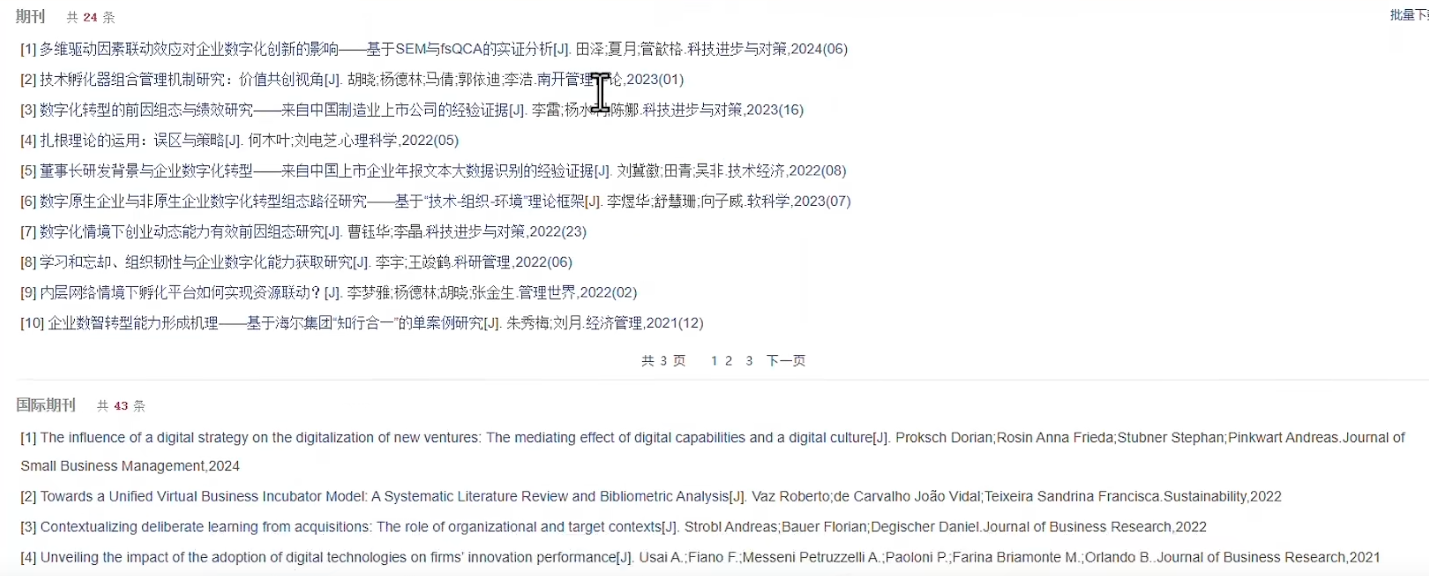 期刊 共 24 条 批量下
[1] 多维驱动因素联动效应对企业数字化创新的影响——基于SEM与fsQCA的实证分析[J]. 田泽;夏月;管歆格.科技进步与对策,2024(06)
[2] 技术孵化器组合管理机制研究：价值共创视角[J]. 胡晓;杨德林;马倩;郭依迪;李浩.南开管理 论,2023(01)
[3] 数字化转型的前因组态与绩效研究——来自中国制造业上市公司的经验证据[J]. 李雷;杨水 陈娜.科技进步与对策,2023(16)
[4] 扎根理论的运用：误区与策略[J]. 何木叶;刘电芝.心理科学,2022(05)
[5] 董事长研发背景与企业数字化转型——来自中国上市企业年报文本大数据识别的经验证据[J]. 刘冀徽;田青;吴非.技术经济,2022(08)
[6] 数字原生企业与非原生企业数字化转型组态路径研究——基于“技术-组织-环境”理论框架[J]. 李煜华;舒慧珊;向子威.软科学,2023(07)
[7] 数字化情境下创业动态能力有效前因组态研究[J]. 曹钰华;李晶.科技进步与对策,2022(23)
[8] 学习和忘却、组织韧性与企业数字化能力获取研究[J]. 李宇;王竣鹤.科研管理,2022(06)
[9] 内层网络情境下孵化平台如何实现资源联动？[J]. 李梦雅;杨德林;胡晓;张金生.管理世界,2022(02)
[10] 企业数智转型能力形成机理——基于海尔集团“知行合一”的单案例研究[J]. 朱秀梅;刘月.经济管理,2021(12)
共 3 页 1 2 3 下一页
国际期刊 共 43 条
[1] The influence of a digital strategy on the digitalization of new ventures: The mediating effect of digital capabilities and a digital culture[J]. Proksch Dorian;Rosin Anna Frieda;Stubner Stephan;Pinkwart Andreas.Journal of
Small Business Management,2024
[2] Towards a Unified Virtual Business Incubator Model: A Systematic Literature Review and Bibliometric Analysis[J]. Vaz Roberto;de Carvalho João Vidal;Teixeira Sandrina Francisca.Sustainability,2022
[3] Contextualizing deliberate learning from acquisitions: The role of organizational and target contexts[J]. Strobl Andreas;Bauer Florian;Degischer Daniel.Journal of Business Research,2022
[4] Unveiling the impact of the adoption of digital technologies on firms’ innovation performance[J]. Usai A.;Fiano F.;Messeni Petruzzelli A.;Paoloni P.;Farina Briamonte M.;Orlando B..Journal of Business Research,2021